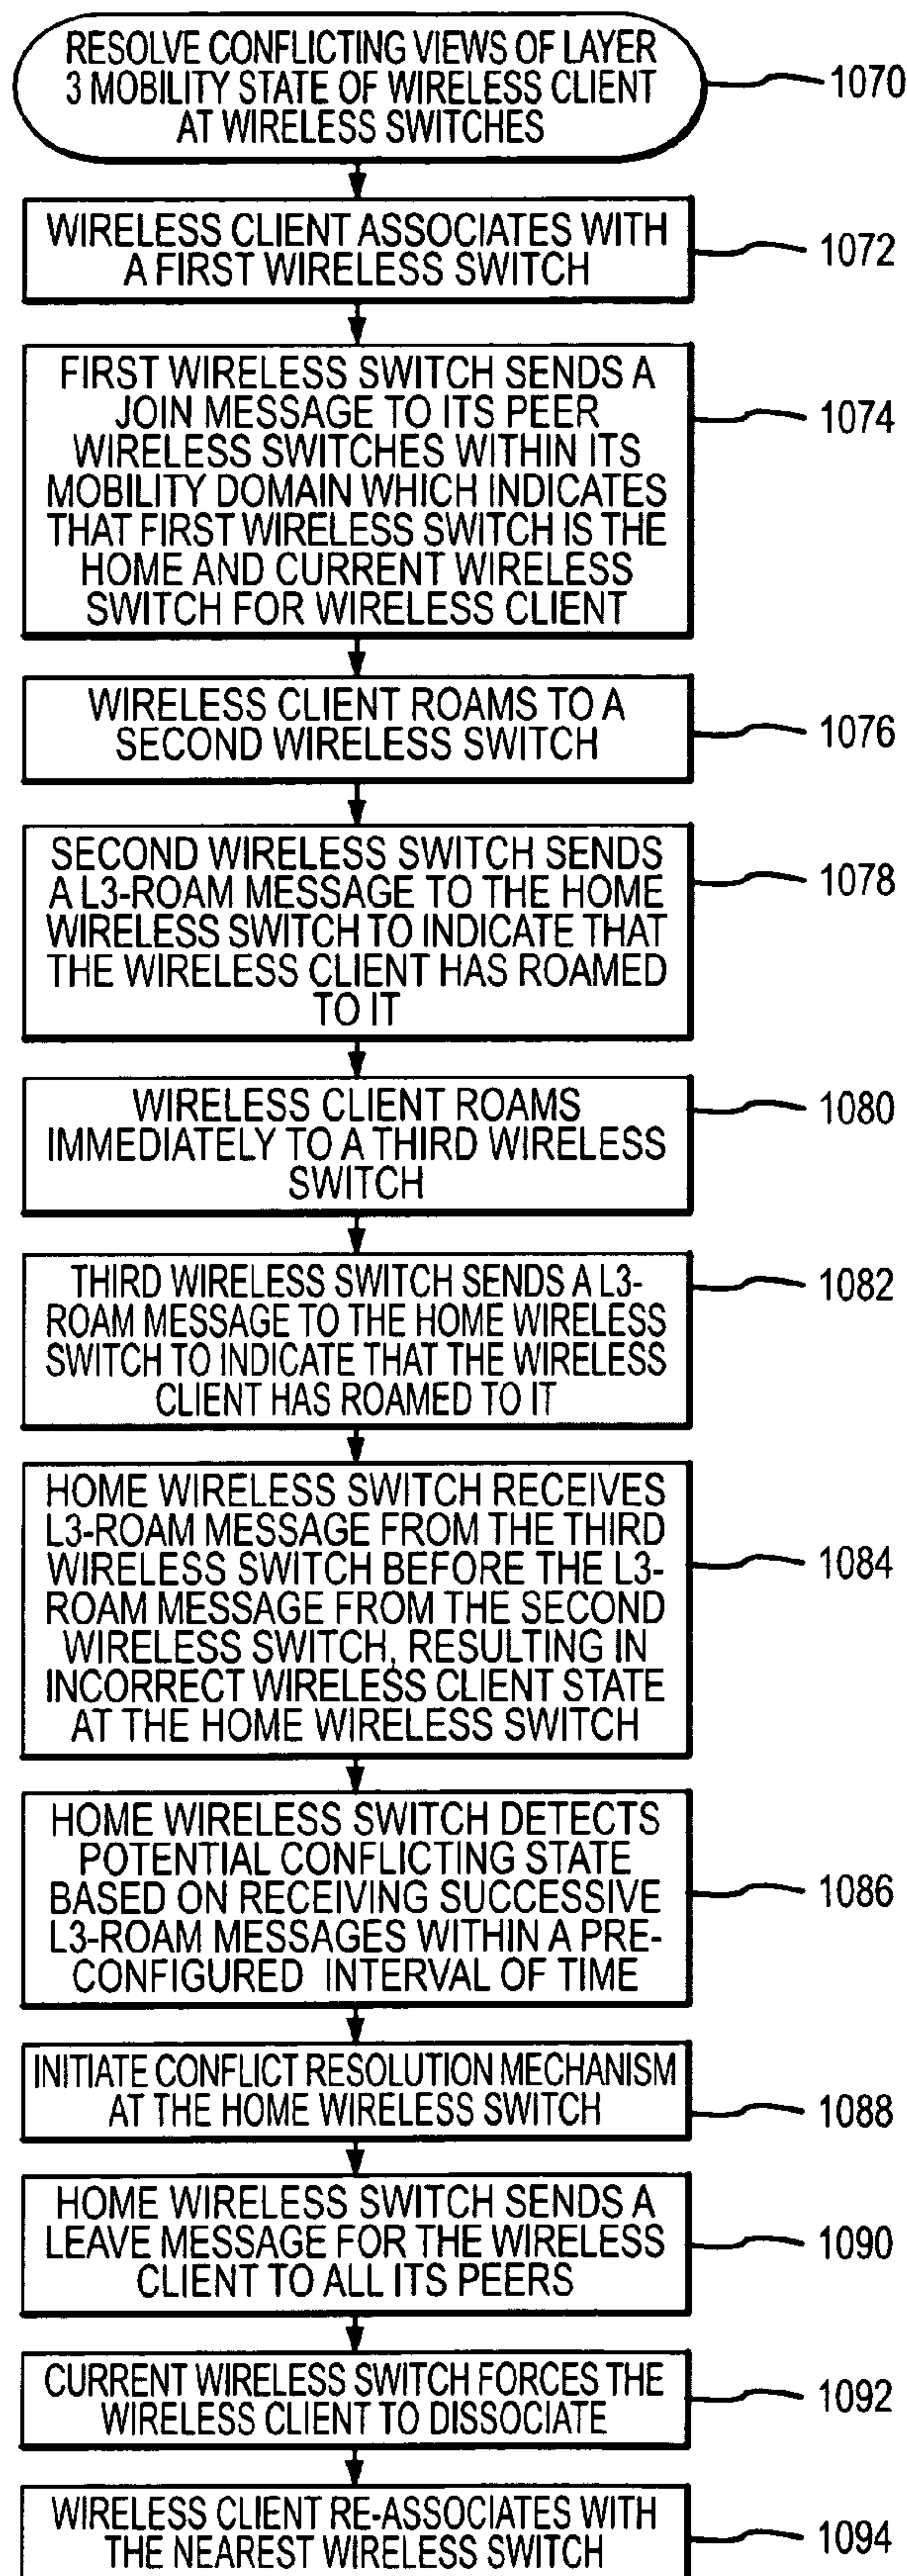 RESOLVE CONFLICTING VIEWS OF LAYER
3 MOBILITY STATE OF WIRELESS CLIENT
AT WIRELESS SWITCHES
1070
WIRELESS CLIENT ASSOCIATES WITH
A FIRST WIRELESS SWITCH
1072
FIRST WIRELESS SWITCH SENDS A
JOIN MESSAGE TO ITS PEER
WIRELESS SWITCHES WITHIN ITS
MOBILITY DOMAIN WHICH INDICATES
THAT FIRST WIRELESS SWITCH IS THE
HOME AND CURRENT WIRELESS
SWITCH FOR WIRELESS CLIENT
1074
WIRELESS CLIENT ROAMS TO A
SECOND WIRELESS SWITCH
1076
SECOND WIRELESS SWITCH SENDS
A L3-ROAM MESSAGE TO THE HOME
WIRELESS SWITCH TO INDICATE THAT
THE WIRELESS CLIENT HAS ROAMED
TO IT
1078
WIRELESS CLIENT ROAMS
IMMEDIATELY TO A THIRD WIRELESS
SWITCH
1080
THIRD WIRELESS SWITCH SENDS A L3-
ROAM MESSAGE TO THE HOME WIRELESS
SWITCH TO INDICATE THAT THE WIRELESS
CLIENT HAS ROAMED TO IT
1082
HOME WIRELESS SWITCH RECEIVES
L3-ROAM MESSAGE FROM THE THIRD
WIRELESS SWITCH BEFORE THE L3-
ROAM MESSAGE FROM THE SECOND
WIRELESS SWITCH, RESULTING IN
INCORRECT WIRELESS CLIENT STATE
AT THE HOME WIRELESS SWITCH
1084
HOME WIRELESS SWITCH DETECTS
POTENTIAL CONFLICTING STATE
BASED ON RECEIVING SUCCESSIVE
L3-ROAM MESSAGES WITHIN A PRE-
CONFIGURED INTERVAL OF TIME
1086
INITIATE CONFLICT RESOLUTION MECHANISM
AT THE HOME WIRELESS SWITCH
1088
HOME WIRELESS SWITCH SENDS A
LEAVE MESSAGE FOR THE WIRELESS
CLIENT TO ALL ITS PEERS
1090
CURRENT WIRELESS SWITCH FORCES THE
WIRELESS CLIENT TO DISSOCIATE
1092
WIRELESS CLIENT RE-ASSOCIATES WITH
THE NEAREST WIRELESS SWITCH
1094